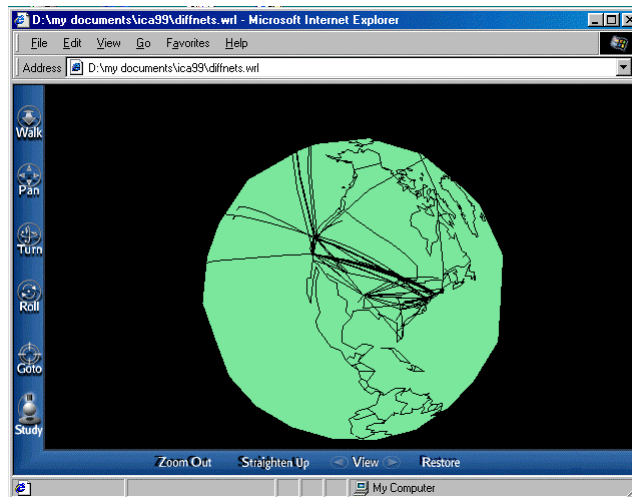 D:\my documents\ica99\diffnets.wrl - Microsoft Internet Explorer
File Edit View Go Favorites Help
Address D:\my documents\ica99\diffnets.wrl
Walk
Pan
Turn
Roll
Goto
Study
Zoom Out Straighten Up View Restore
My Computer